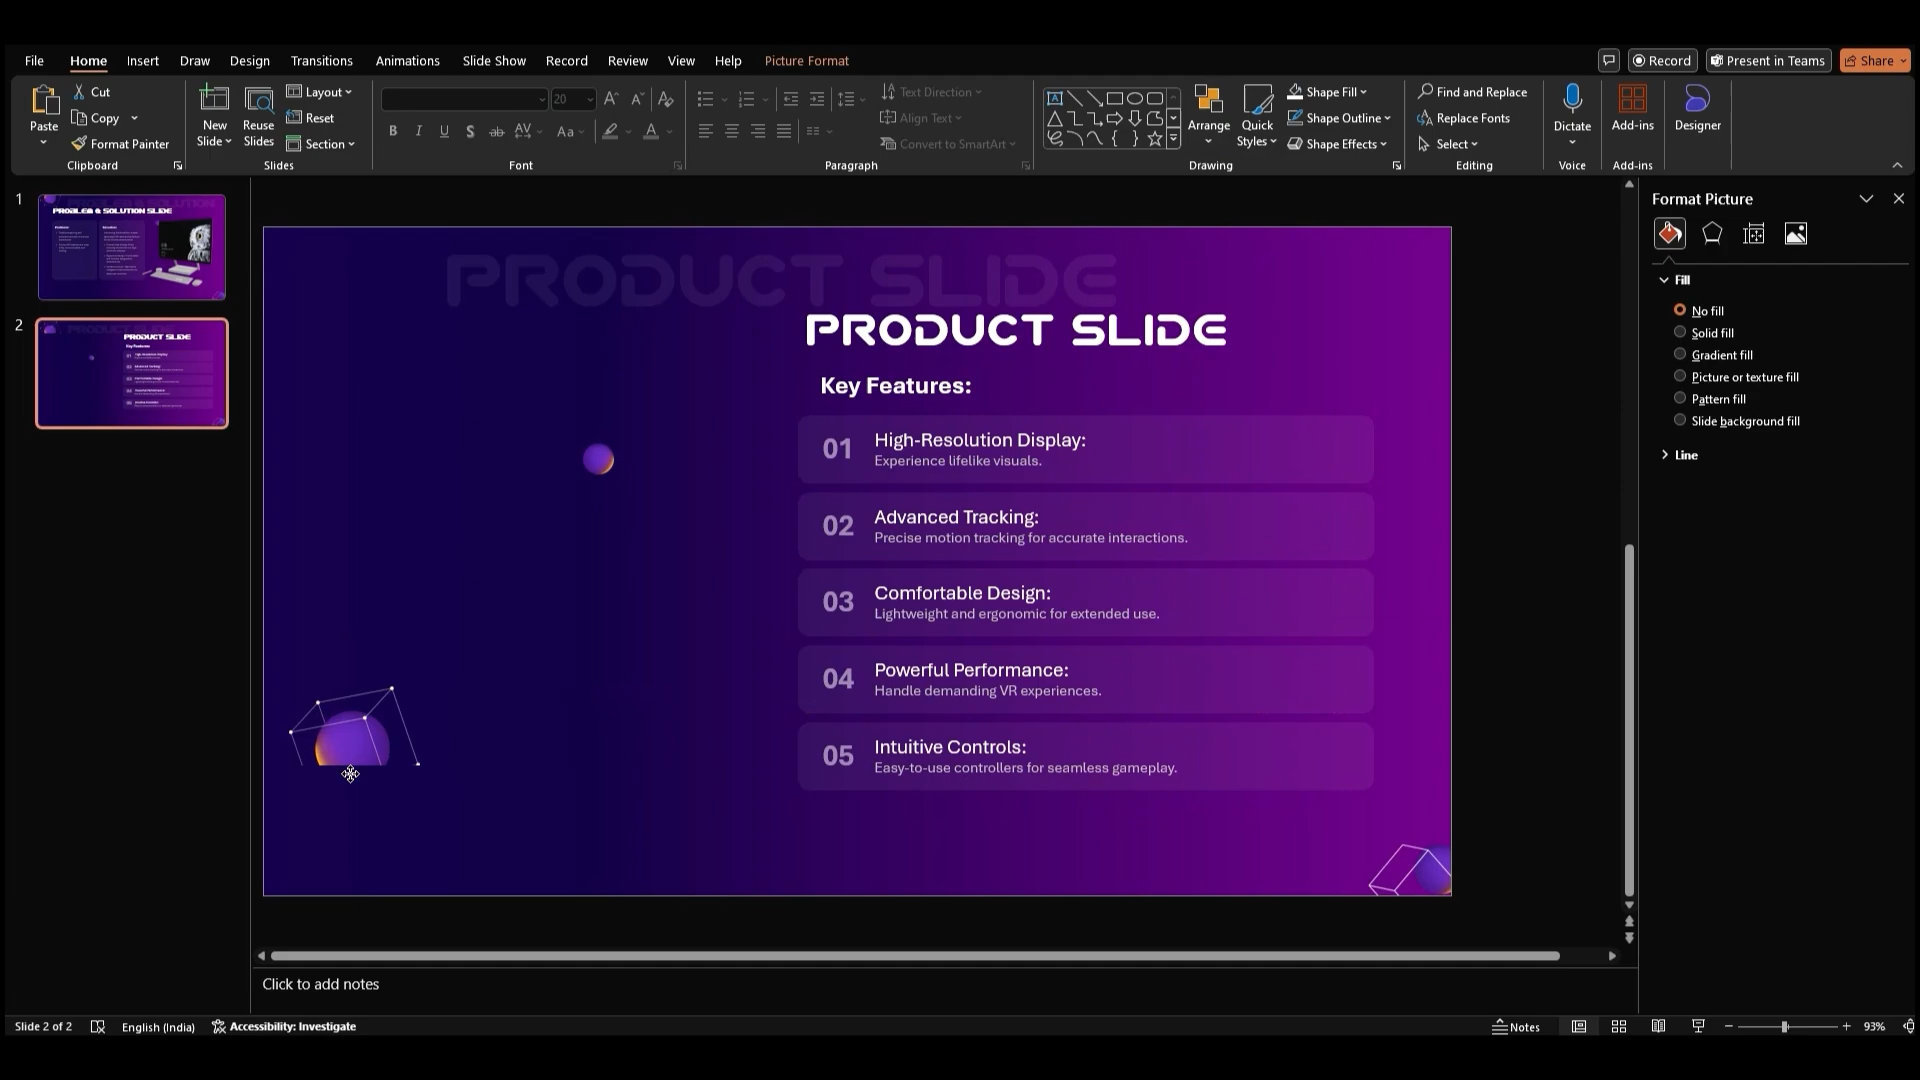 File Home Insert Draw Design Transitions Animations Slide Show Record Review View Help Picture Format
Record Present in Teams Share
Paste
Cut
Copy
Format Painter
Clipboard
New
Slide
Reuse
Slides
Layout
Reset
Section
Slides
20
B I U S ab AV Aa A
Font
Text Direction
Align Text
Convert to SmartArt
Paragraph
Arrange
Quick
Styles
Shape Fill
Shape Outline
Shape Effects
Drawing
Find and Replace
Replace Fonts
Select
Editing
Dictate
Voice
Add-ins
Add-ins
Designer
1
PROBLEM & SOLUTION SLIDE
2
PRODUCT SLIDE
Key Features:
PRODUCT SLIDE
PRODUCT SLIDE
Key Features:
01
High-Resolution Display:
Experience lifelike visuals.
02
Advanced Tracking:
Precise motion tracking for accurate interactions.
03
Comfortable Design:
Lightweight and ergonomic for extended use.
04
Powerful Performance:
Handle demanding VR experiences.
05
Intuitive Controls:
Easy-to-use controllers for seamless gameplay.
Format Picture
Fill
No fill
Solid fill
Gradient fill
Picture or texture fill
Pattern fill
Slide background fill
Line
Click to add notes
Slide 2 of 2 English (India) Accessibility: Investigate
Notes 93%